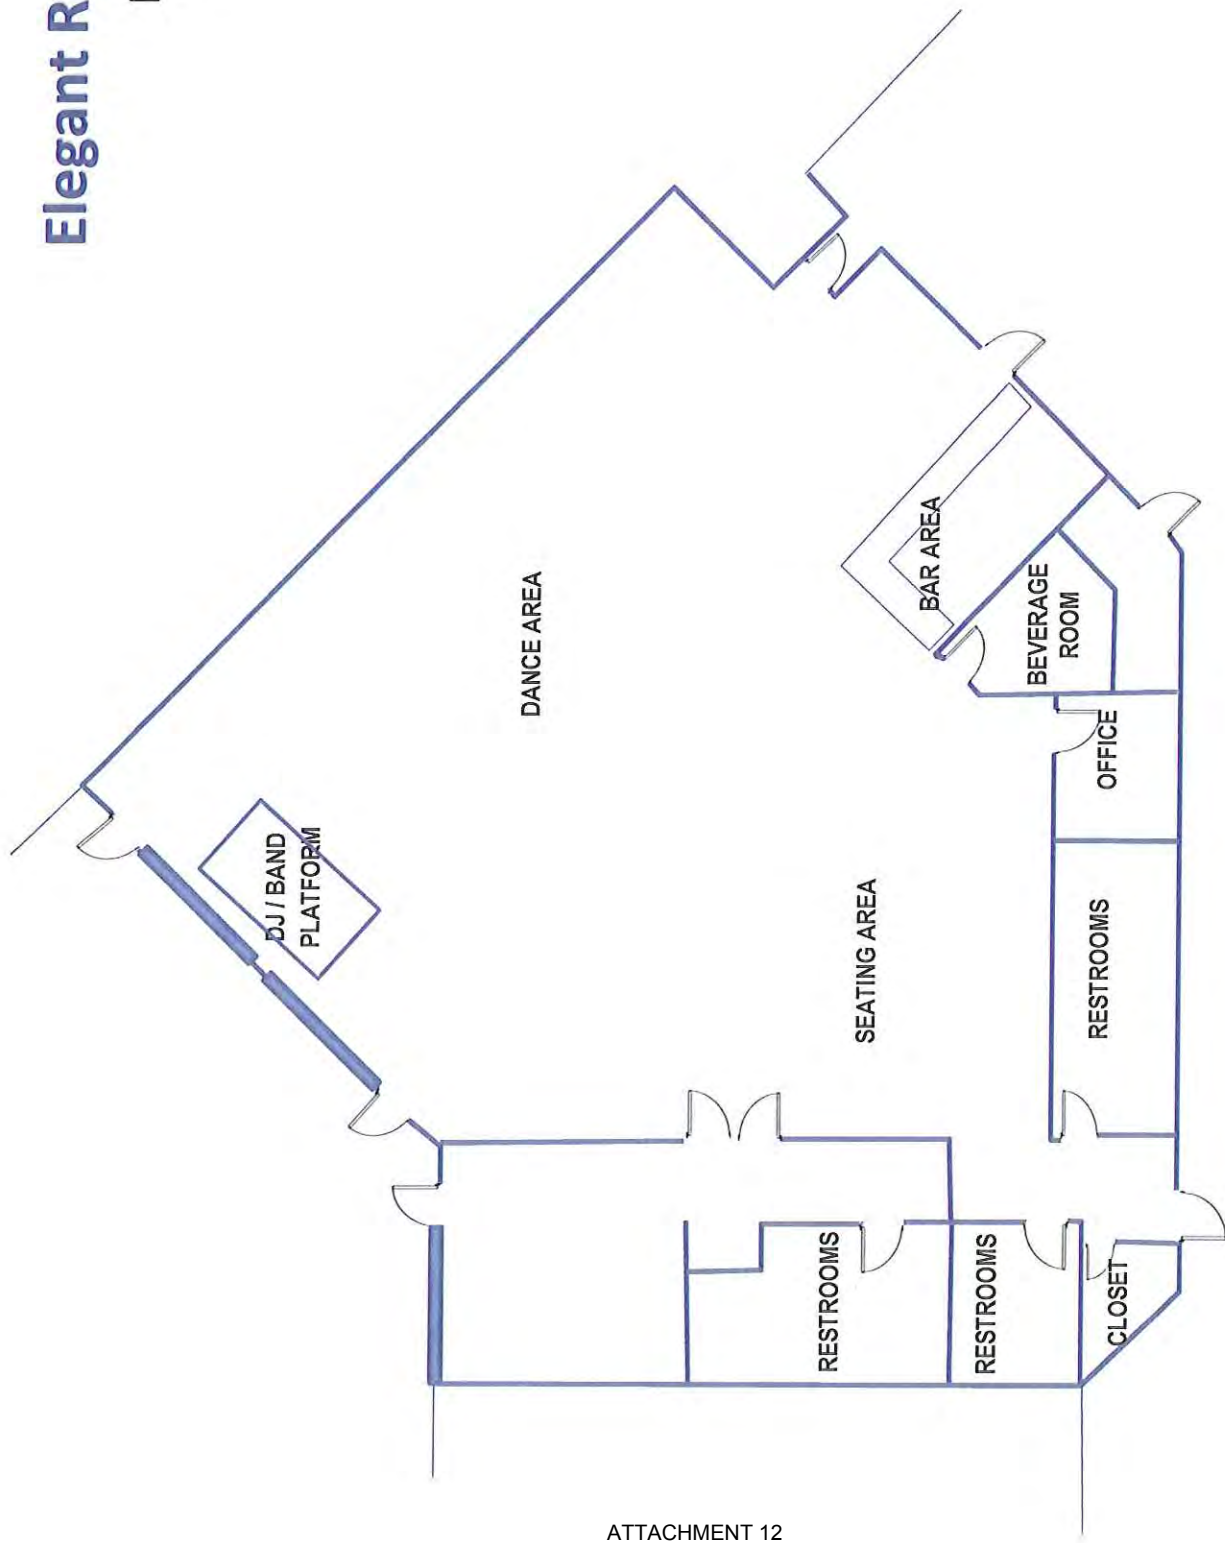 Elegant R
DANCE AREA
DJ / BAND
PLATFORM
BAR AREA
BEVERAGE
ROOM
OFFICE
SEATING AREA
RESTROOMS
RESTROOMS
RESTROOMS
CLOSET
ATTACHMENT 12